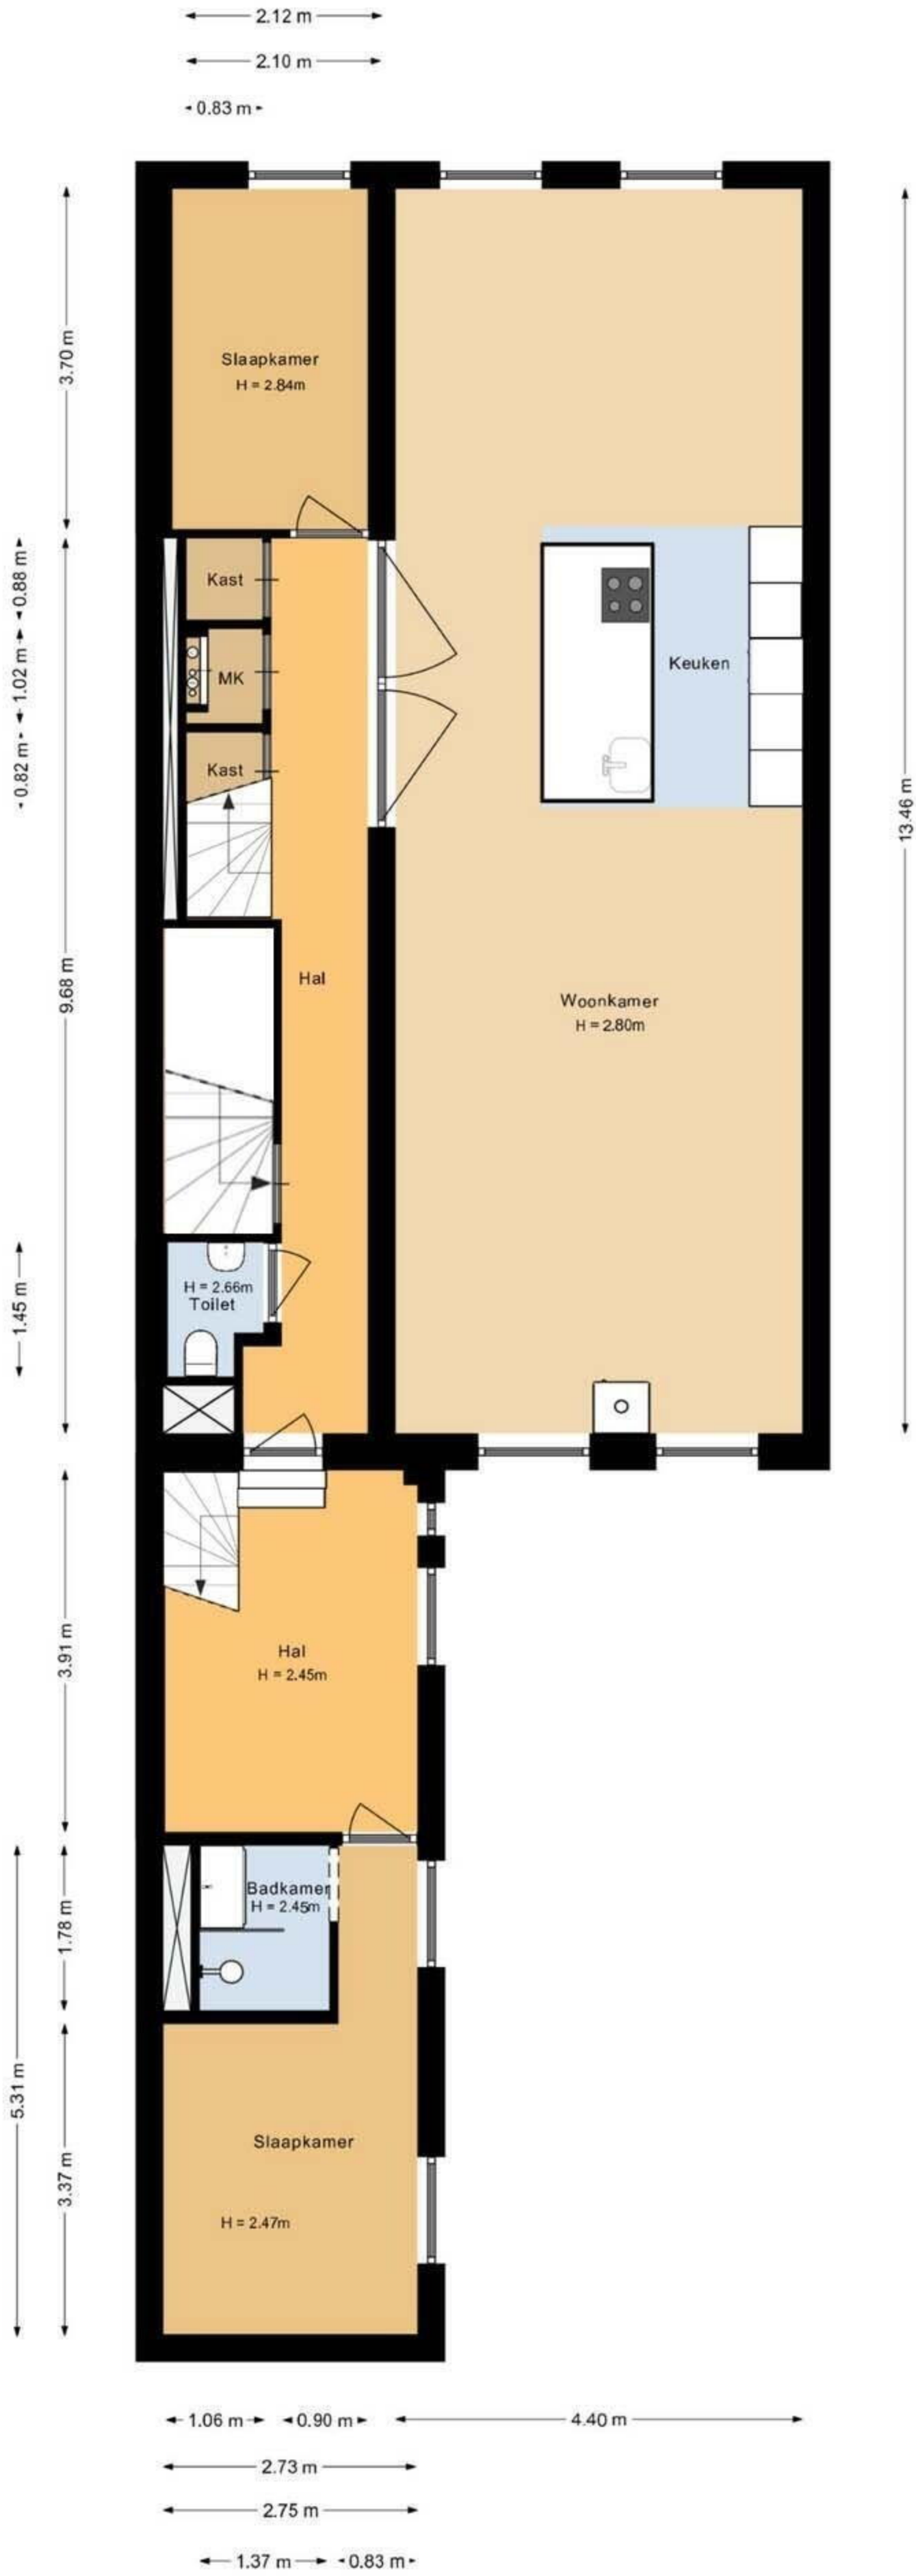 2.12 m
2.10 m
0.83 m
3.70 m
Slaapkamer
H = 2.84m
0.88 m
Kast
1.02 m
MK
Keuken
0.82 m
Kast
13.46 m
9.68 m
Hal
Woonkamer
H = 2.80m
1.45 m
H = 2.66m
Toilet
3.91 m
Hal
H = 2.45m
Badkamer
H = 2.45m
1.78 m
5.31 m
Slaapkamer
3.37 m
H = 2.47m
1.06 m 0.90 m 4.40 m
2.73 m
2.75 m
1.37 m 0.83 m